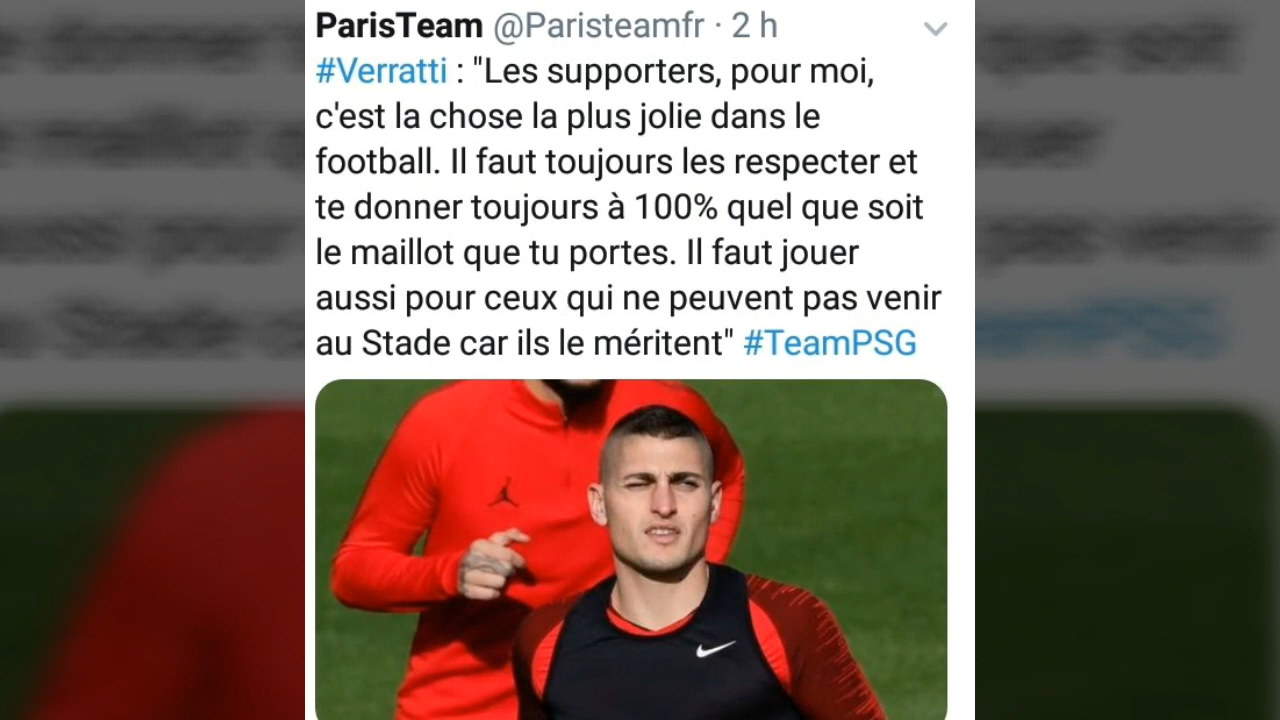 ParisTeam @Paristeamfr · 2 h
#Verratti : "Les supporters, pour moi,
c'est la chose la plus jolie dans le
football. Il faut toujours les respecter et
te donner toujours à 100% quel que soit
le maillot que tu portes. Il faut jouer
aussi pour ceux qui ne peuvent pas venir
au Stade car ils le méritent" #TeamPSG